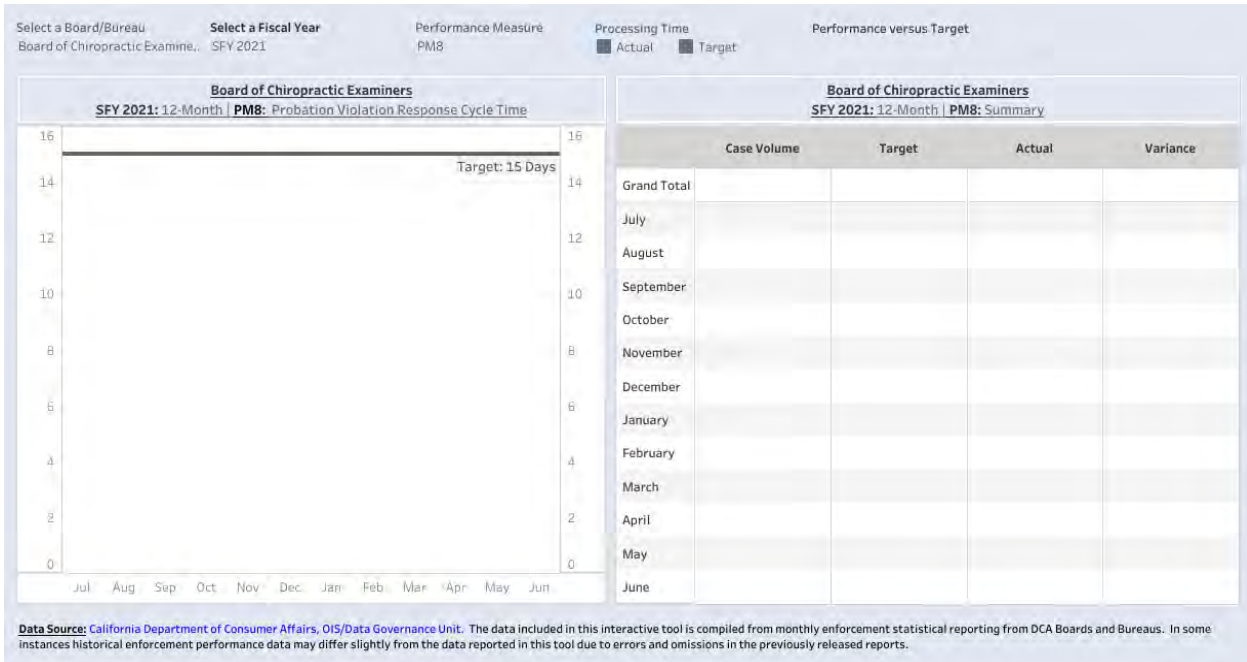 Select a Board/Bureau
Board of Chiropractic Examine..
Select a Fiscal Year
SFY 2021
Performance Measure
PM8
Processing Time
Actual
Target
Performance versus Target
Board of Chiropractic Examiners
SFY 2021: 12-Month | PM8: Probation Violation Response Cycle Time
16
14
12
10
8
6
4
2
0
Target: 15 Days
16
14
12
10
8
6
4
2
0
Jul Aug Sep Oct Nov Dec Jan Feb Mar Apr May Jun
Board of Chiropractic Examiners
SFY 2021: 12-Month | PM8: Summary
Case Volume Target Actual Variance
Grand Total
July
August
September
October
November
December
January
February
March
April
May
June
Data Source: California Department of Consumer Affairs, OIS/Data Governance Unit. The data included in this interactive tool is compiled from monthly enforcement statistical reporting from DCA Boards and Bureaus. In some
instances historical enforcement performance data may differ slightly from the data reported in this tool due to errors and omissions in the previously released reports.